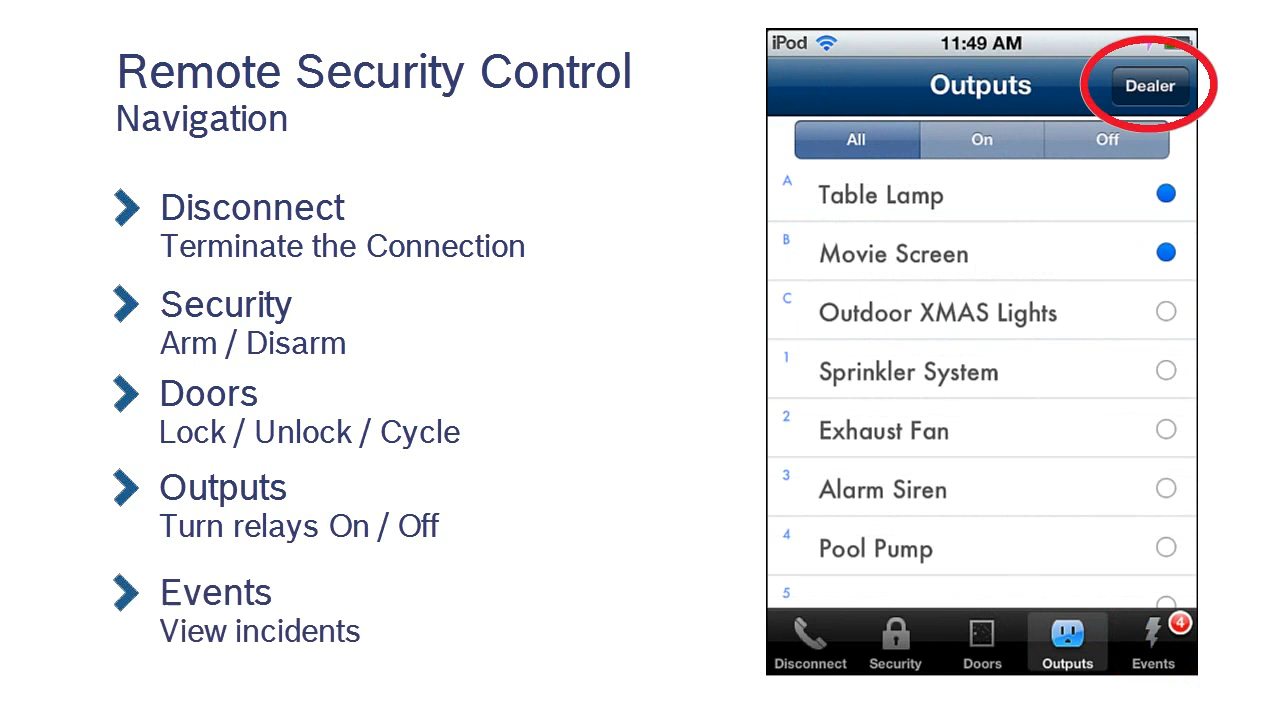 Remote Security Control
Navigation
Disconnect
Terminate the Connection
Security
Arm / Disarm
Doors
Lock / Unlock / Cycle
Outputs
Turn relays On / Off
Events
View incidents
iPod 11:49 AM
Outputs Dealer
All On Off
A Table Lamp
B Movie Screen
C Outdoor XMAS Lights
1 Sprinkler System
2 Exhaust Fan
3 Alarm Siren
4 Pool Pump
5
4
Disconnect Security Doors Outputs Events